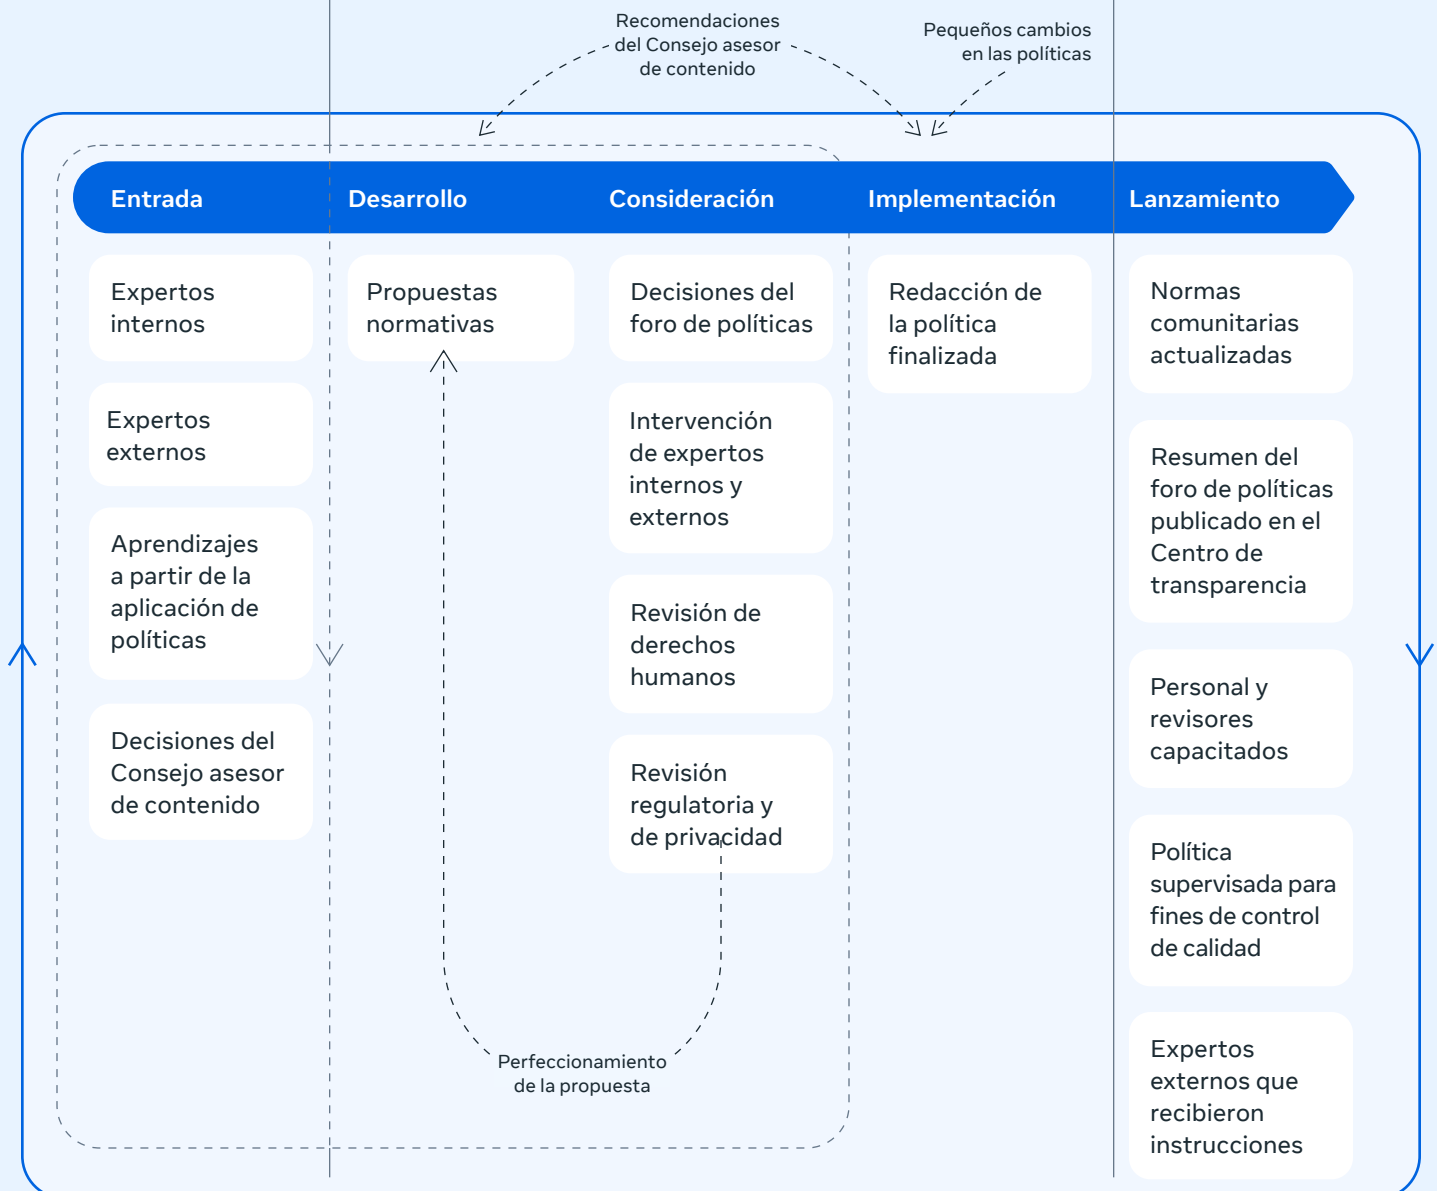 Recomendaciones
del Consejo asesor
de contenido
Pequeños cambios
en las políticas
Entrada
Desarrollo
Consideración
Implementación
Lanzamiento
Expertos
internos
Expertos
externos
Aprendizajes
a partir de la
aplicación de
políticas
Decisiones del
Consejo asesor
de contenido
Propuestas
normativas
Decisiones del
foro de políticas
Intervención
de expertos
internos y
externos
Revisión de
derechos
humanos
Revisión
regulatoria y
de privacidad
Perfeccionamiento
de la propuesta
Redacción de
la política
finalizada
Normas
comunitarias
actualizadas
Resumen del
foro de políticas
publicado en el
Centro de
transparencia
Personal y
revisores
capacitados
Política
supervisada para
fines de control
de calidad
Expertos
externos que
recibieron
instrucciones